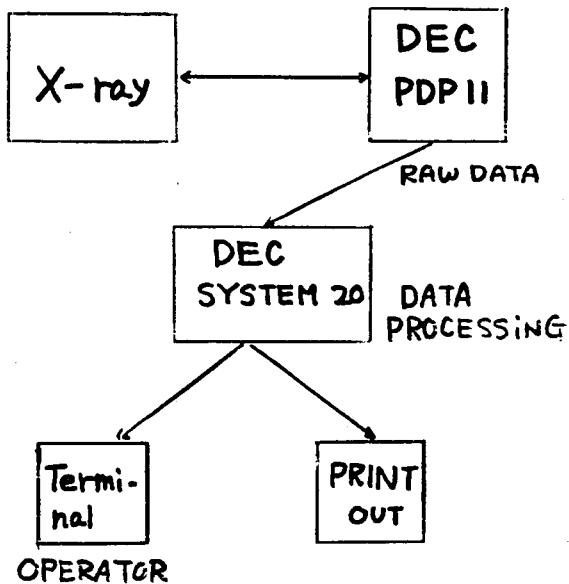 X-ray
DEC
PDP 11
RAW DATA
DEC
SYSTEM 20
DATA
PROCESSING
Termi-
nal
OPERATOR
PRINT
OUT